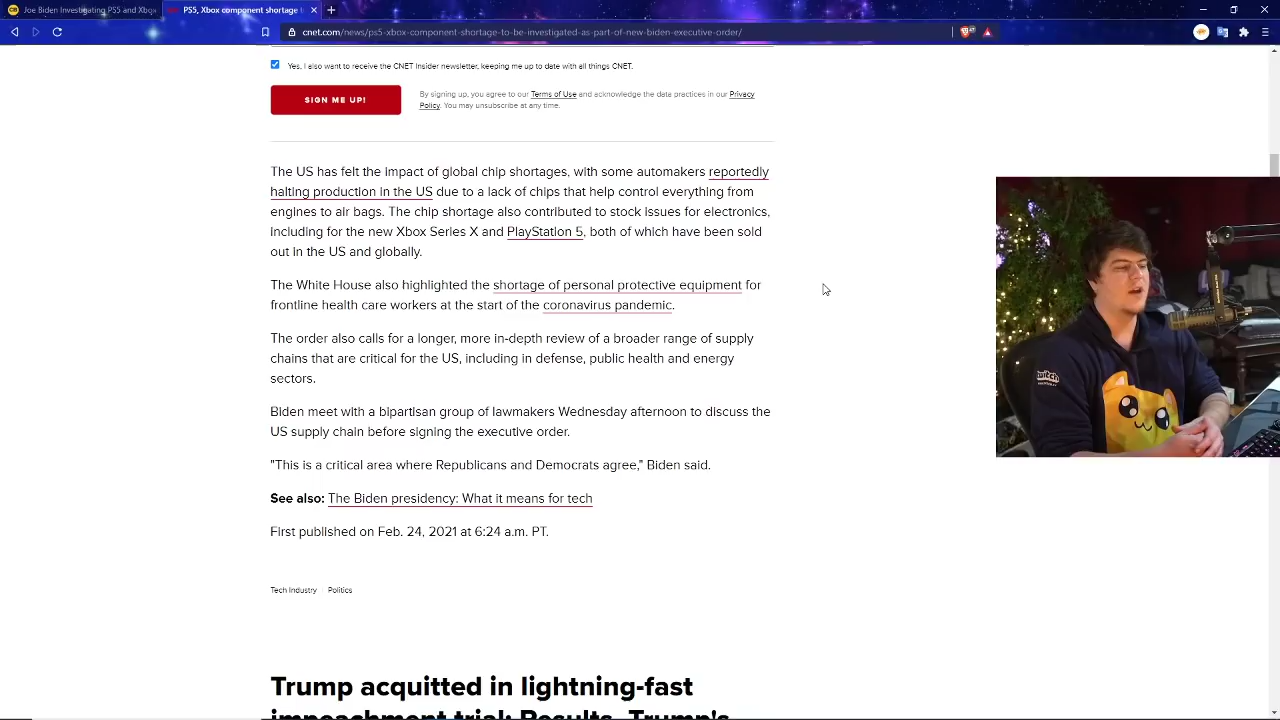 Joe Biden Investigating PS5 and Xbox
PS5, Xbox component shortage t
cnet.com/news/ps5-xbox-component-shortage-to-be-investigated-as-part-of-new-biden-executive-order/
Yes, I also want to receive the CNET Insider newsletter, keeping me up to date with all things CNET.
SIGN ME UP!
By signing up, you agree to our Terms of Use and acknowledge the data practices in our Privacy
Policy. You may unsubscribe at any time.
The US has felt the impact of global chip shortages, with some automakers reportedly
halting production in the US due to a lack of chips that help control everything from
engines to air bags. The chip shortage also contributed to stock issues for electronics,
including for the new Xbox Series X and PlayStation 5, both of which have been sold
out in the US and globally.
The White House also highlighted the shortage of personal protective equipment for
frontline health care workers at the start of the coronavirus pandemic.
The order also calls for a longer, more in-depth review of a broader range of supply
chains that are critical for the US, including in defense, public health and energy
sectors.
Biden meet with a bipartisan group of lawmakers Wednesday afternoon to discuss the
US supply chain before signing the executive order.
"This is a critical area where Republicans and Democrats agree," Biden said.
See also: The Biden presidency: What it means for tech
First published on Feb. 24, 2021 at 6:24 a.m. PT.
Tech Industry Politics
twitch
Trump acquitted in lightning-fast
impeachment trial: Results, Trump's